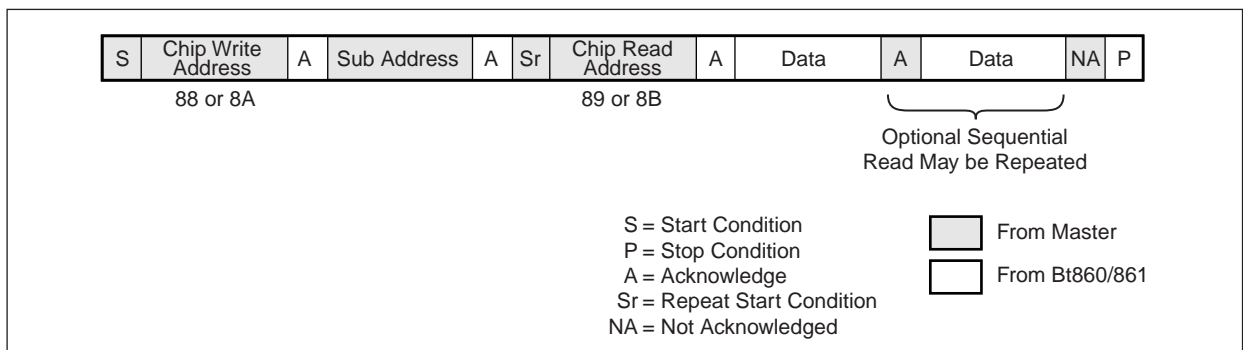 S Chip Write Address A Sub Address A Sr Chip Read Address A Data A Data NA P
88 or 8A 89 or 8B
Optional Sequential
Read May be Repeated
S = Start Condition
P = Stop Condition
A = Acknowledge
Sr = Repeat Start Condition
NA = Not Acknowledged
From Master
From Bt860/861